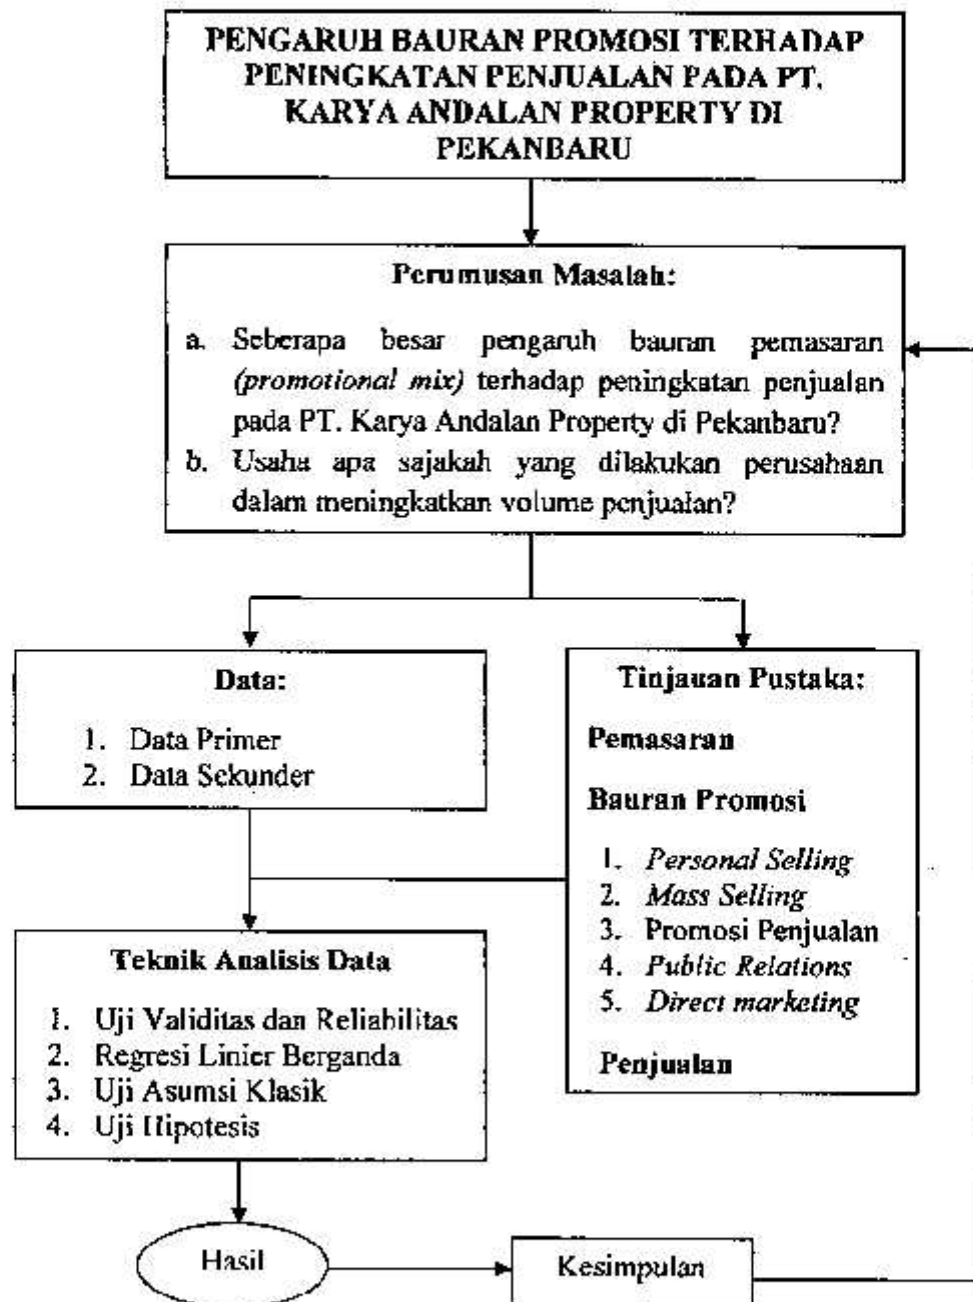 PENGARUH BAURAN PROMOSI TERHADAP
PENINGKATAN PENJUALAN PADA PT.
KARYA ANDALAN PROPERTY DI
PEKANBARU
Perumusan Masalah:
a. Seberapa besar pengaruh bauran pemasaran
(promotional mix) terhadap peningkatan penjualan
pada PT. Karya Andalan Property di Pekanbaru?
b. Usaha apa sajakah yang dilakukan perusahaan
dalam meningkatkan volume penjualan?
Data:
1. Data Primer
2. Data Sekunder
Tinjauan Pustaka:
Pemasaran
Bauran Promosi
1. Personal Selling
2. Mass Selling
3. Promosi Penjualan
4. Public Relations
5. Direct marketing
Penjualan
Teknik Analisis Data
1. Uji Validitas dan Reliabilitas
2. Regresi Linier Berganda
3. Uji Asumsi Klasik
4. Uji Hipotesis
Hasil
Kesimpulan